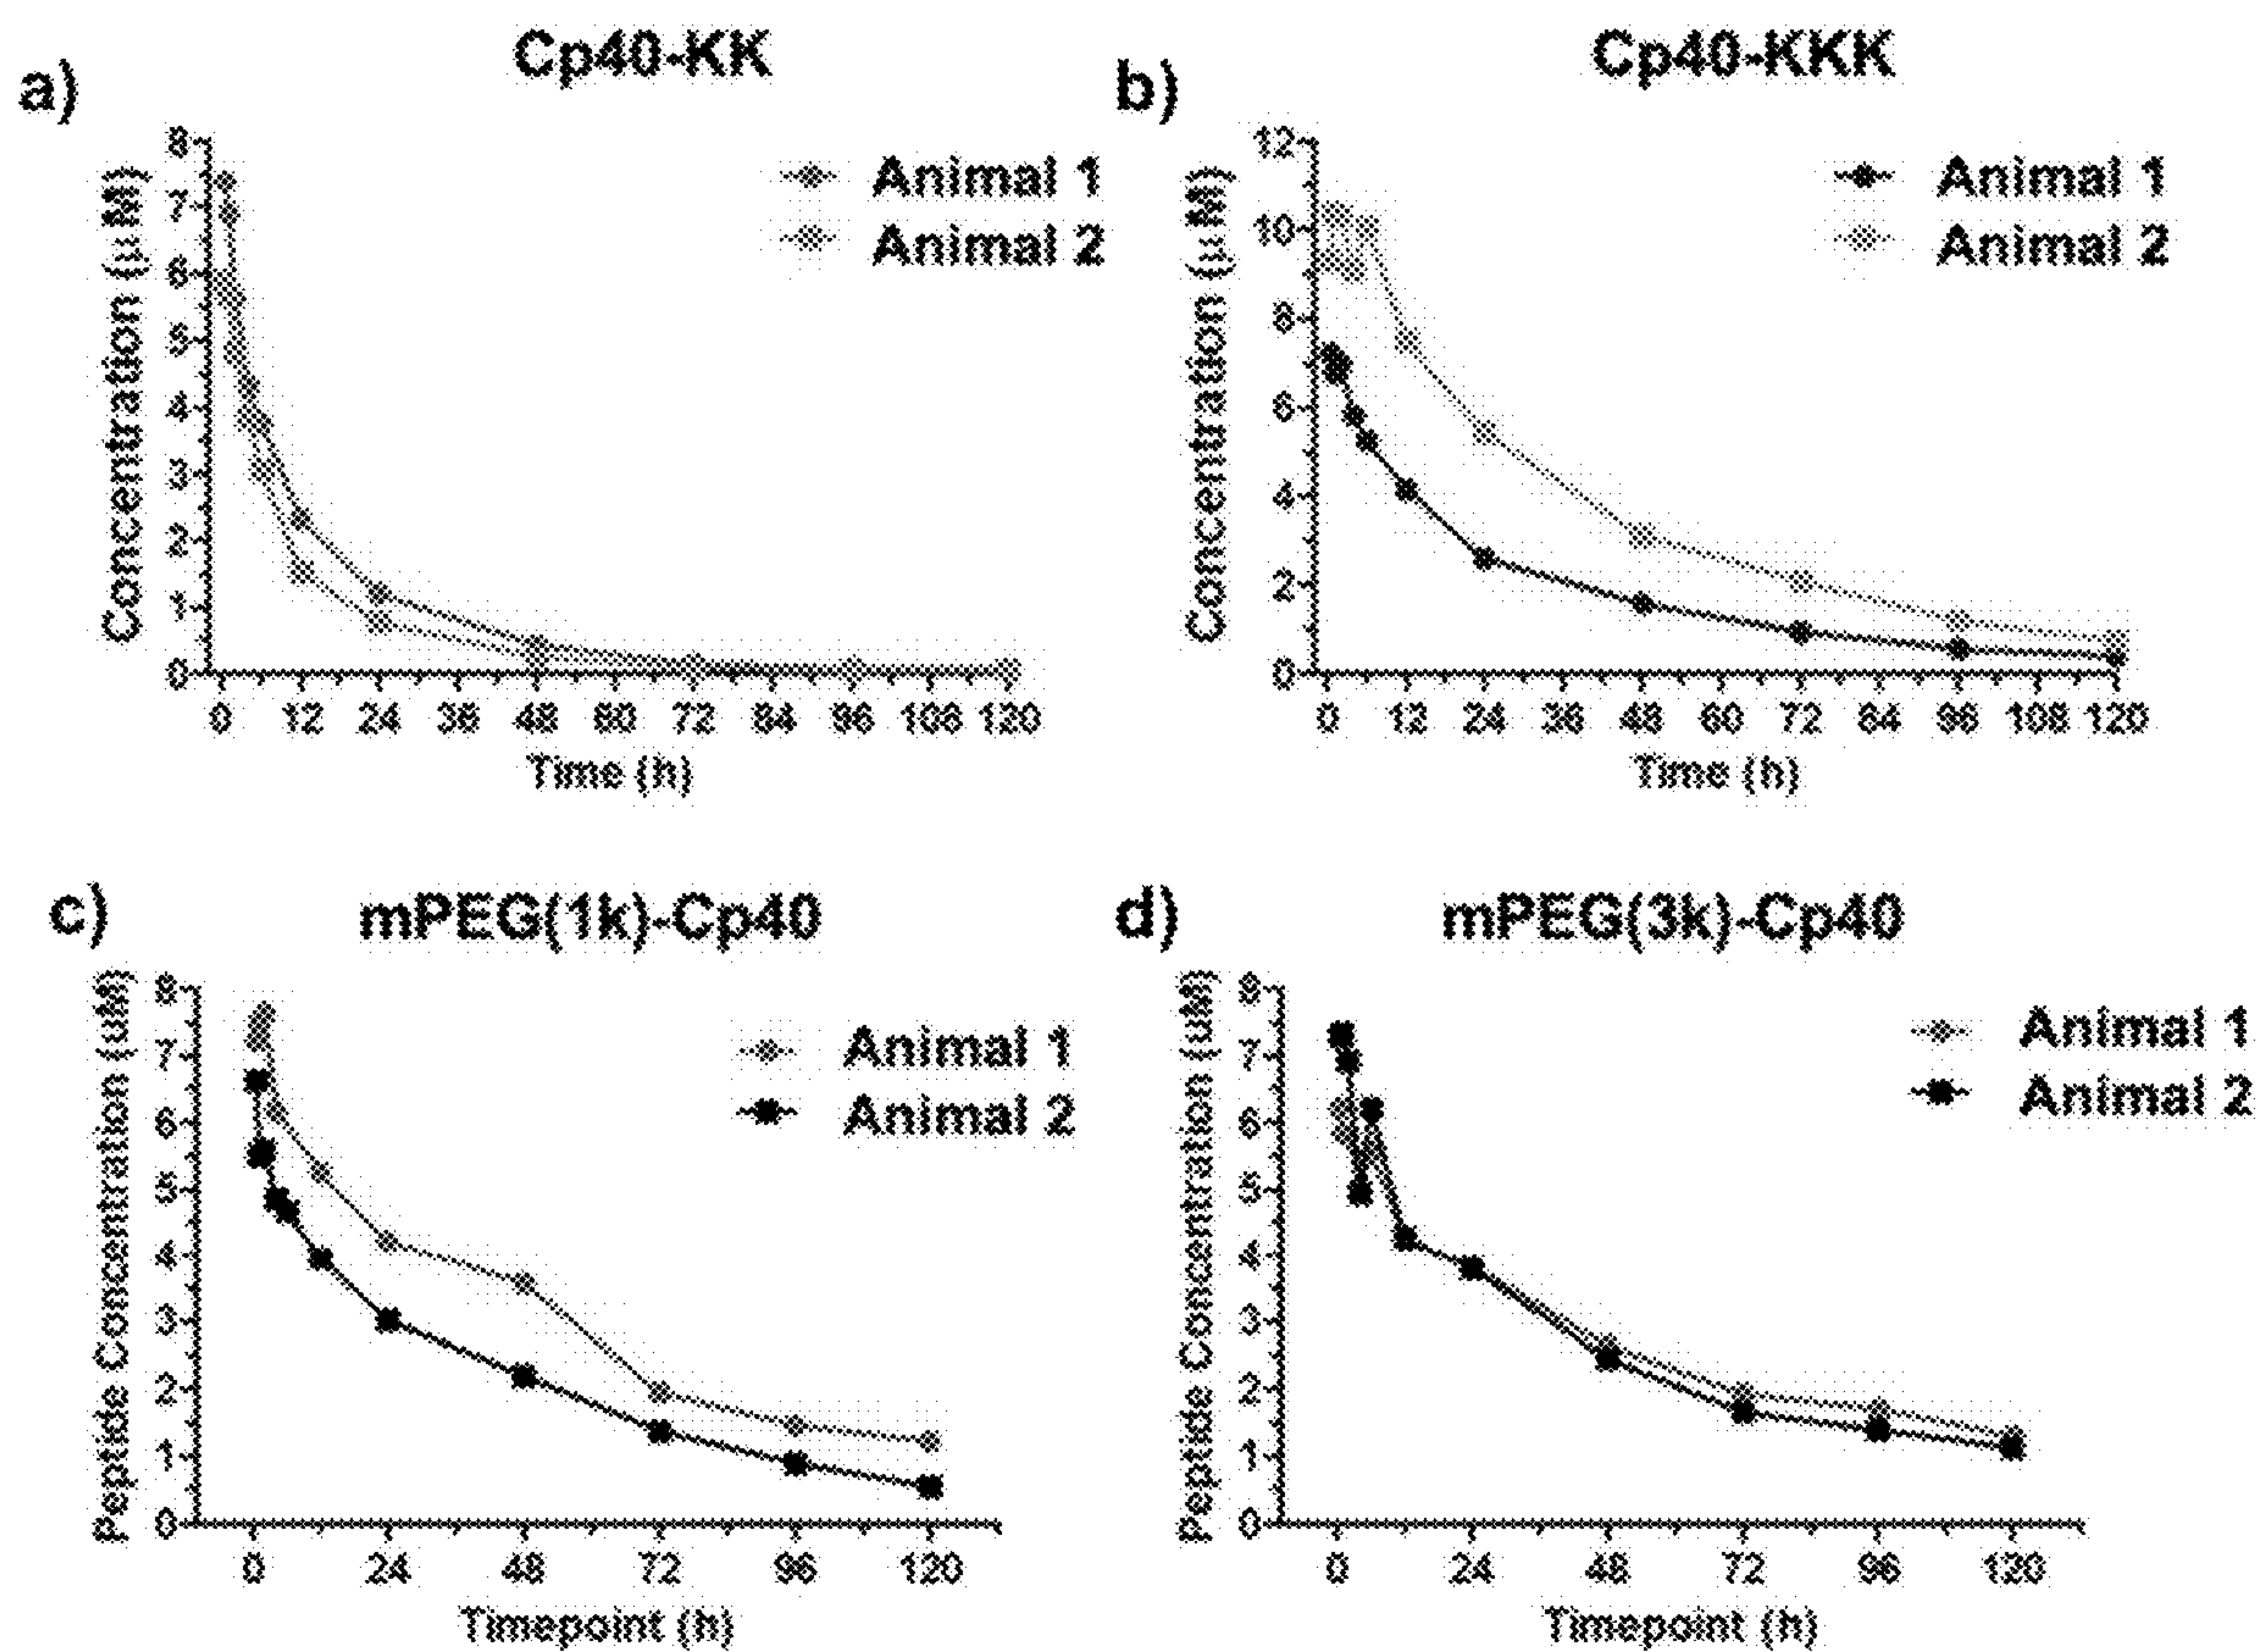 a)
Cp40-KK
8
7
6
5
4
3
2
1
0
Concentration (μM)
Animal 1
Animal 2
0 12 24 36 48 60 72 84 96 108 120
Time (h)
b)
Cp40-KKK
12
10
8
6
4
2
0
Concentration (μM)
Animal 1
Animal 2
0 12 24 36 48 60 72 84 96 108 120
Time (h)
c)
mPEG(1k)-Cp40
8
7
6
5
4
3
2
1
0
Peptide Concentration (uM)
Animal 1
Animal 2
0 24 48 72 96 120
Timepoint (h)
d)
mPEG(3k)-Cp40
8
7
6
5
4
3
2
1
0
Peptide Concentration (uM)
Animal 1
Animal 2
0 24 48 72 96 120
Timepoint (h)